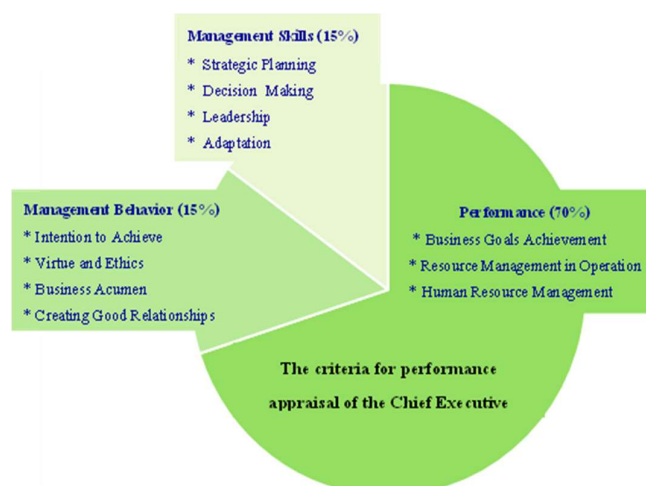 Management Skills (15%)
* Strategic Planning
* Decision Making
* Leadership
* Adaptation
Management Behavior (15%)
* Intention to Achieve
* Virtue and Ethics
* Business Acumen
* Creating Good Relationships
Performance (70%)
* Business Goals Achievement
* Resource Management in Operation
* Human Resource Management
The criteria for performance
appraisal of the Chief Executive